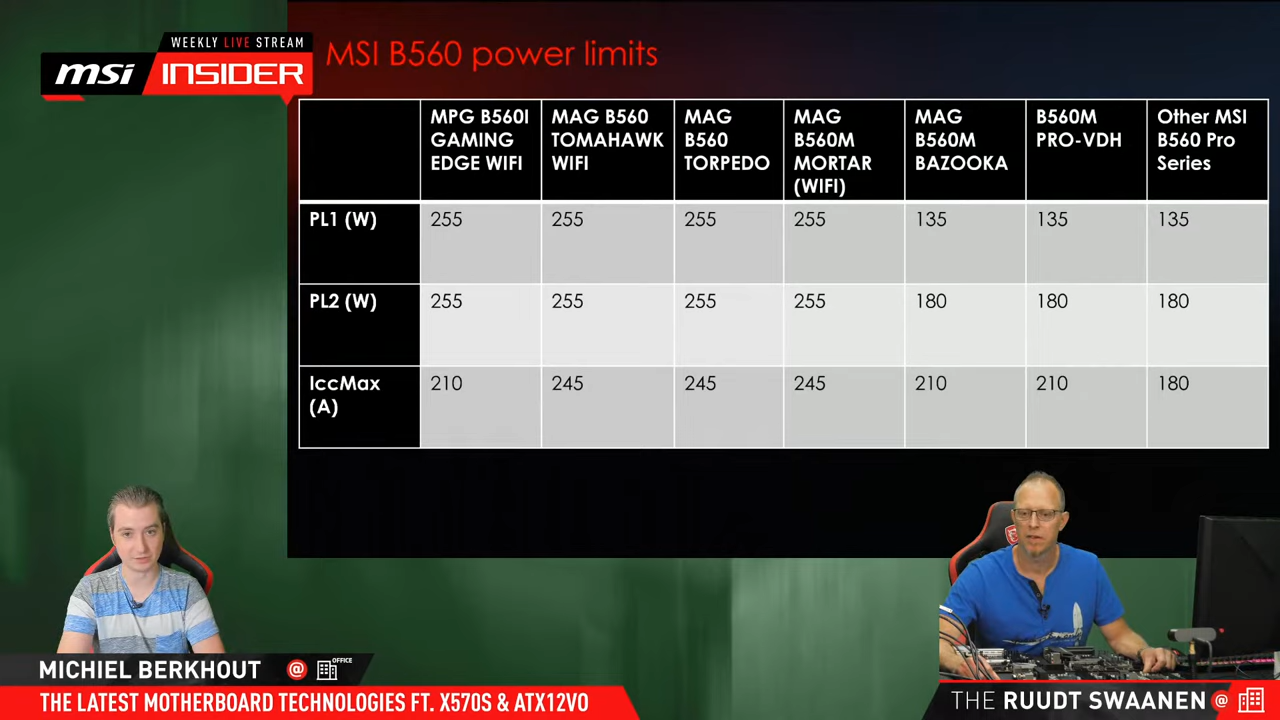 WEEKLY LIVE STREAM
msi INSIDER
MSI B560 power limits
MPG B560I
GAMING
EDGE WIFI
MAG B560
TOMAHAWK
WIFI
MAG
B560
TORPEDO
MAG
B560M
MORTAR
(WIFI)
MAG
B560M
BAZOOKA
B560M
PRO-VDH
Other MSI
B560 Pro
Series
PL1 (W) 255 255 255 255 135 135 135
PL2 (W) 255 255 255 255 180 180 180
IccMax
(A)
210 245 245 245 210 210 180
MICHIEL BERKHOUT @ OFFICE
THE LATEST MOTHERBOARD TECHNOLOGIES FT. X570S & ATX12VO
THE RUUDT SWAANEN @